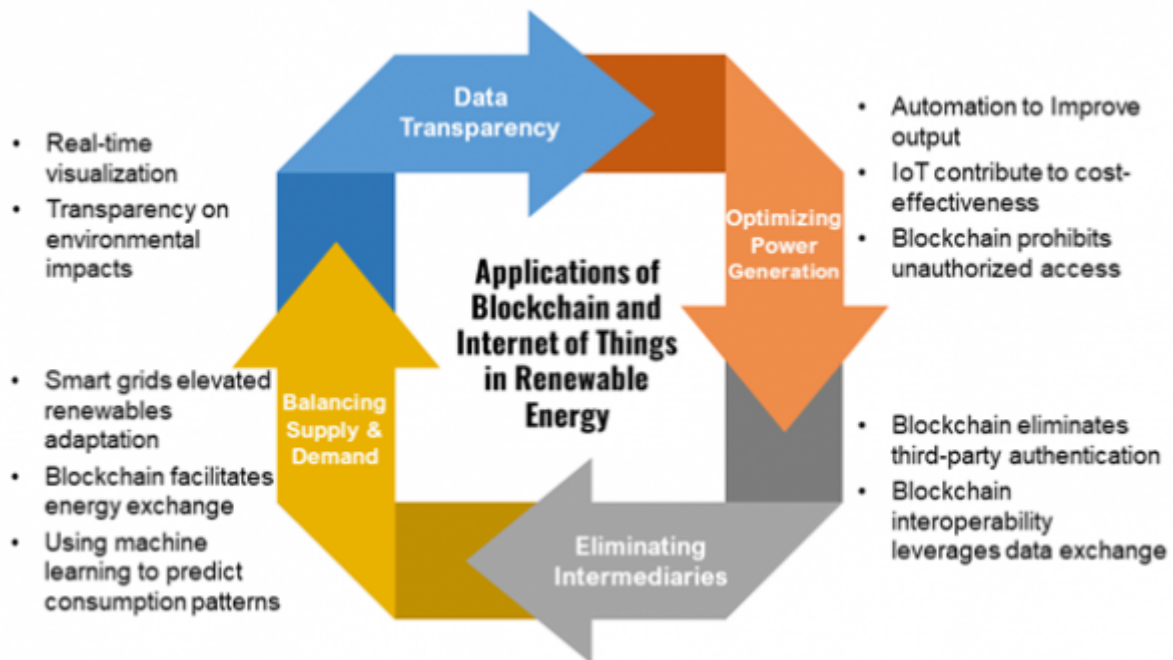 Data
Transparency
• Real-time
visualization
• Transparency on
environmental
impacts
Optimizing
Power
Generation
• Automation to Improve
output
• IoT contribute to cost-
effectiveness
• Blockchain prohibits
unauthorized access
Applications of
Blockchain and
Internet of Things
in Renewable
Energy
Balancing
Supply &
Demand
• Smart grids elevated
renewables
adaptation
• Blockchain facilitates
energy exchange
• Using machine
learning to predict
consumption patterns
Eliminating
Intermediaries
• Blockchain eliminates
third-party authentication
• Blockchain
interoperability
leverages data exchange